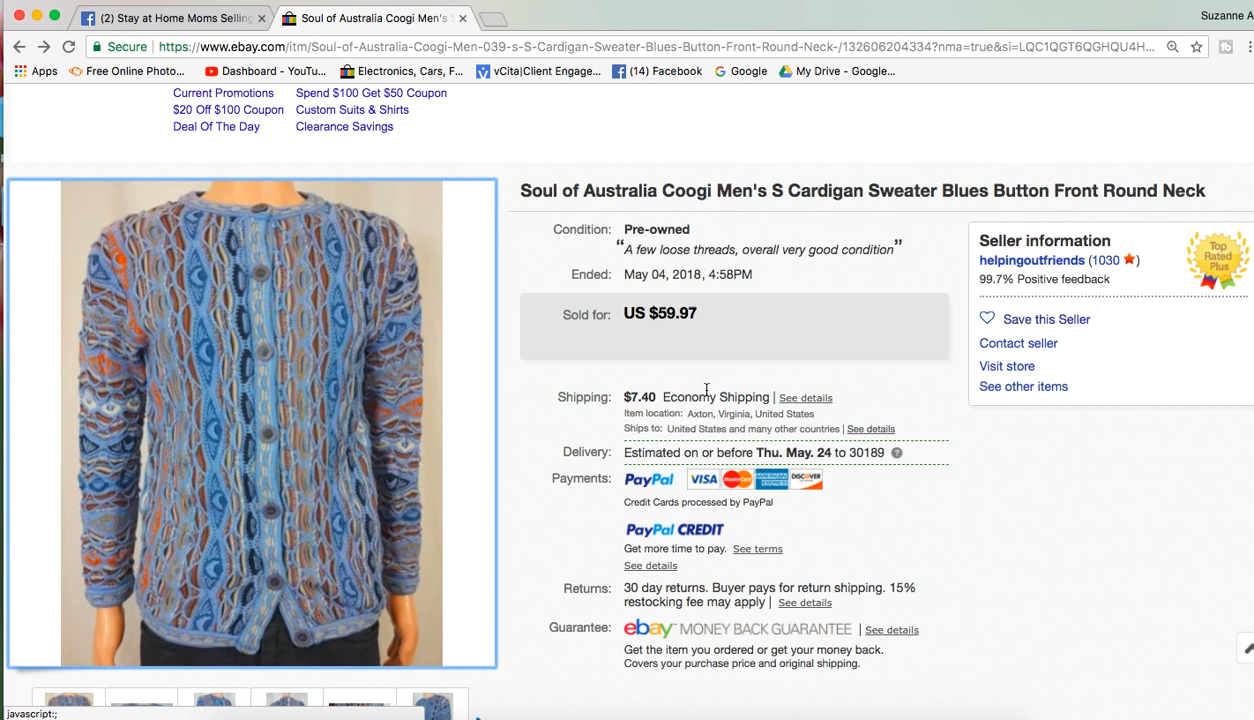 (2) Stay at Home Moms Selling
Soul of Australia Coogi Men's S
Suzanne A
Secure
https://www.ebay.com/itm/Soul-of-Australia-Coogi-Men-039-s-S-Cardigan-Sweater-Blues-Button-Front-Round-Neck-/132606204334?nma=true&si=LQC1QGT6QGHQU4H...
Apps
Free Online Photo...
Dashboard - YouTu...
Electronics, Cars, F...
vCita|Client Engage...
(14) Facebook
Google
My Drive - Google...
Current Promotions
Spend $100 Get $50 Coupon
$20 Off $100 Coupon
Custom Suits & Shirts
Deal Of The Day
Clearance Savings
Soul of Australia Coogi Men's S Cardigan Sweater Blues Button Front Round Neck
Condition: Pre-owned
“A few loose threads, overall very good condition”
Ended: May 04, 2018, 4:58PM
Sold for: US $59.97
Shipping: $7.40 Economy Shipping | See details
Item location: Axton, Virginia, United States
Ships to: United States and many other countries | See details
Delivery: Estimated on or before Thu. May. 24 to 30189 ?
Payments: PayPal VISA MasterCard AMERICAN EXPRESS DISCOVER
Credit Cards processed by PayPal
PayPal CREDIT
Get more time to pay. See terms
See details
Returns: 30 day returns. Buyer pays for return shipping. 15%
restocking fee may apply | See details
Guarantee: ebay MONEY BACK GUARANTEE | See details
Get the item you ordered or get your money back.
Covers your purchase price and original shipping.
Seller information
helpingoutfriends (1030 )
99.7% Positive feedback
Top
Rated
Plus
Save this Seller
Contact seller
Visit store
See other items
javascript:;